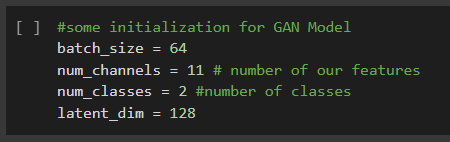 [ ] #some initialization for GAN Model
batch_size = 64
num_channels = 11 # number of our features
num_classes = 2 #number of classes
latent_dim = 128